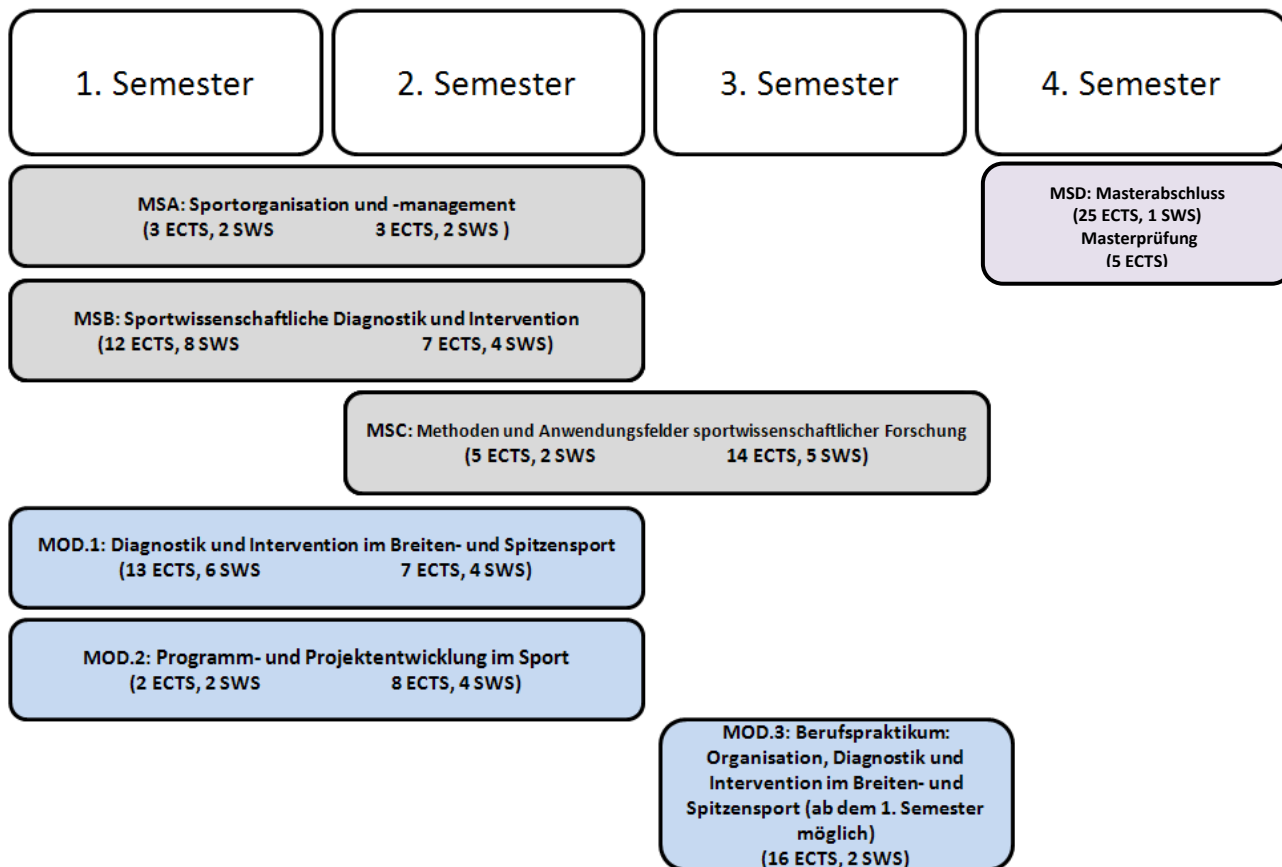 1. Semester
2. Semester
3. Semester
4. Semester
MSA: Sportorganisation und -management
(3 ECTS, 2 SWS 3 ECTS, 2 SWS )
MSD: Masterabschluss
(25 ECTS, 1 SWS)
Masterprüfung
(5 ECTS)
MSB: Sportwissenschaftliche Diagnostik und Intervention
(12 ECTS, 8 SWS 7 ECTS, 4 SWS)
MSC: Methoden und Anwendungsfelder sportwissenschaftlicher Forschung
(5 ECTS, 2 SWS 14 ECTS, 5 SWS)
MOD.1: Diagnostik und Intervention im Breiten- und Spitzensport
(13 ECTS, 6 SWS 7 ECTS, 4 SWS)
MOD.2: Programm- und Projektentwicklung im Sport
(2 ECTS, 2 SWS 8 ECTS, 4 SWS)
MOD.3: Berufspraktikum:
Organisation, Diagnostik und
Intervention im Breiten- und
Spitzensport (ab dem 1. Semester
möglich)
(16 ECTS, 2 SWS)